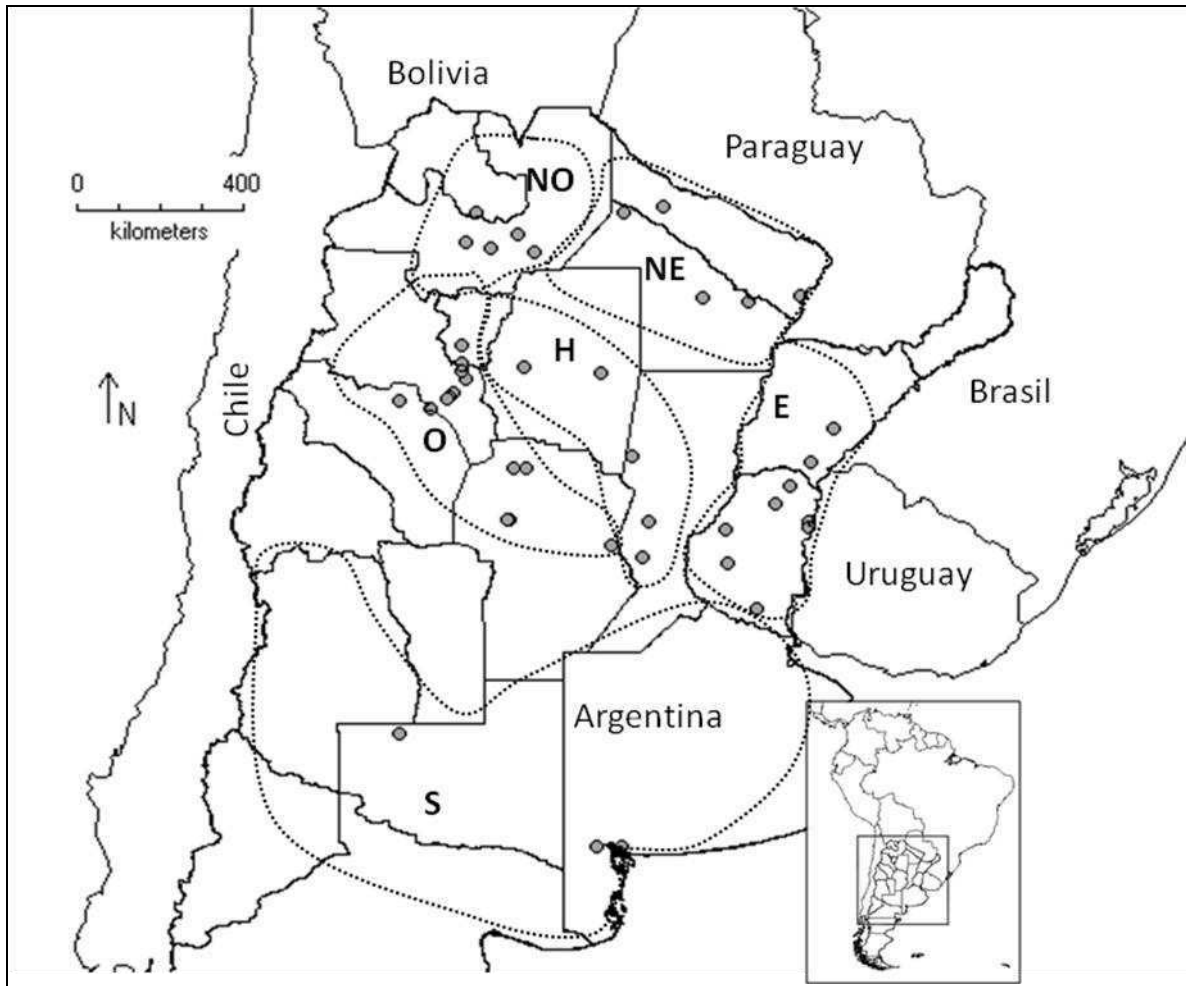 Bolivia
Paraguay
NO
0 400
kilometers
NE
H
N
Chile
E
Brasil
O
Uruguay
Argentina
S